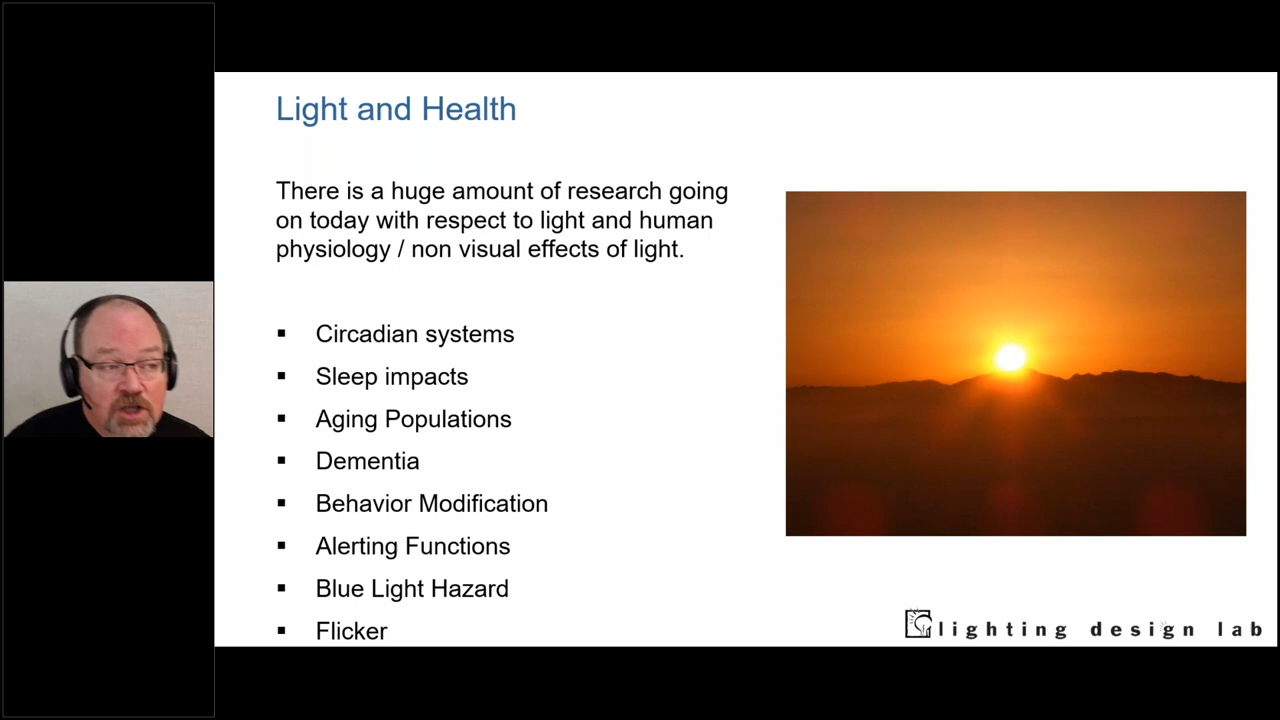 Light and Health
There is a huge amount of research going
on today with respect to light and human
physiology / non visual effects of light.
▪ Circadian systems
▪ Sleep impacts
▪ Aging Populations
▪ Dementia
▪ Behavior Modification
▪ Alerting Functions
▪ Blue Light Hazard
▪ Flicker
lighting design lab